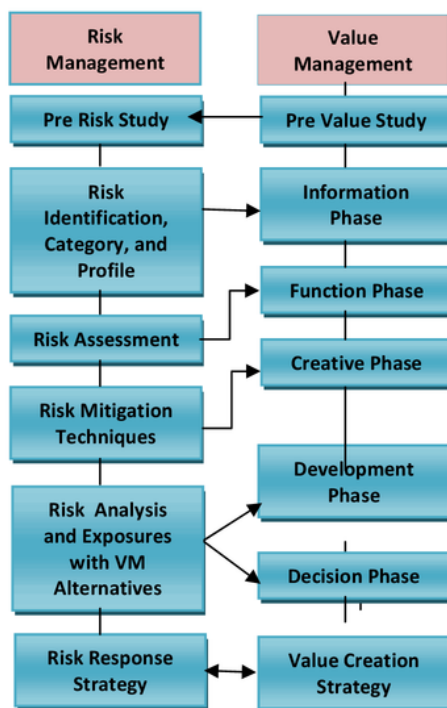 Risk
Management
Value
Management
Pre Risk Study
Pre Value Study
Risk
Identification,
Category, and
Profile
Information
Phase
Function Phase
Risk Assessment
Creative Phase
Risk Mitigation
Techniques
Development
Phase
Risk Analysis
and Exposures
with VM
Alternatives
Decision Phase
Risk Response
Strategy
Value Creation
Strategy